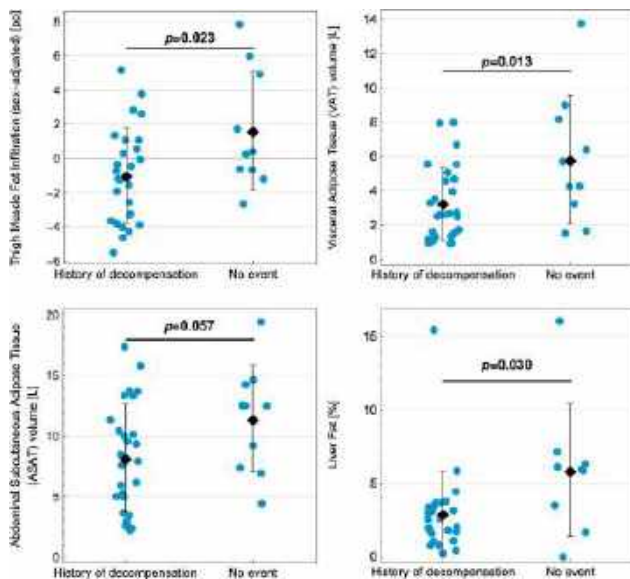 Thigh Muscle Fat Infiltration (sex-adjusted) [pp]
8
6
4
2
0
-2
-4
-6
p=0.023
History of decompensation
No event
Visceral Adipose Tissue (VAT) volume [L]
14
12
10
8
6
4
2
0
p=0.013
History of decompensation
No event
Abdominal Subcutaneous Adipose Tissue
(ASAT) volume [L]
20
15
10
5
0
p=0.057
History of decompensation
No event
Liver Fat [%]
15
10
5
0
p=0.030
History of decompensation
No event